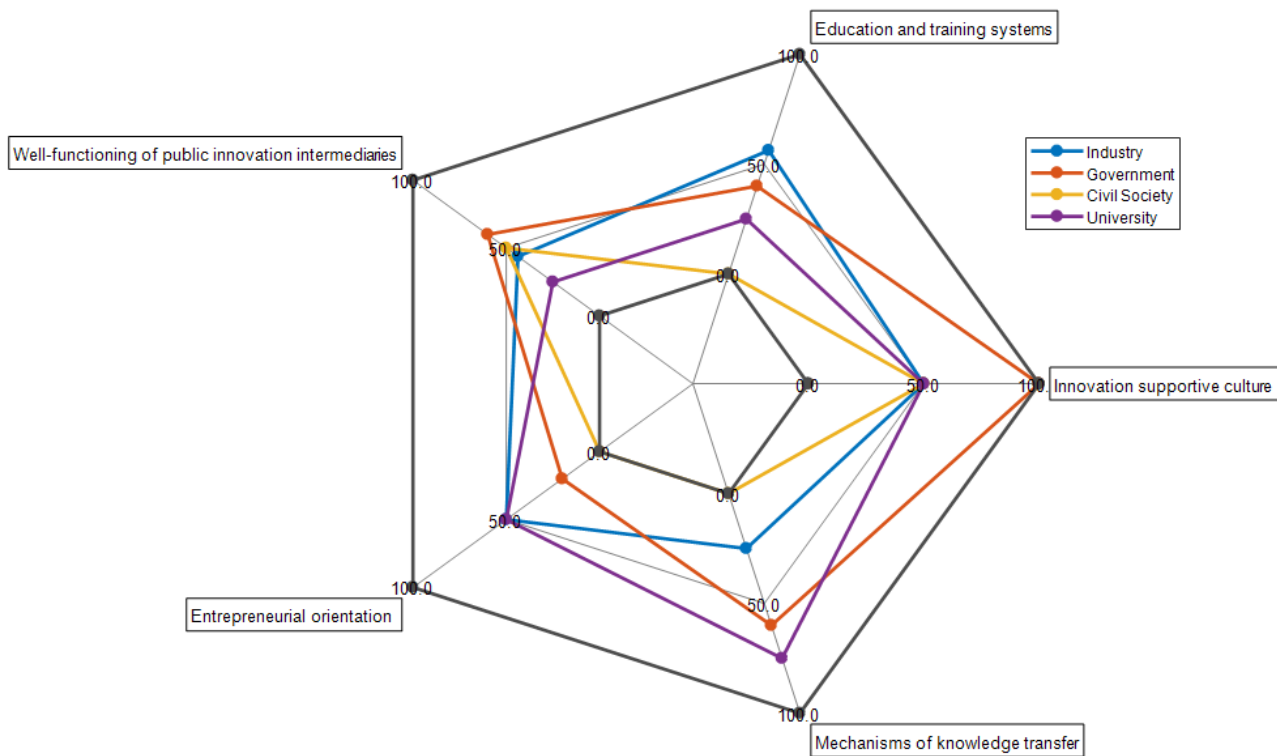 Education and training systems
100.0
Well-functioning of public innovation intermediaries
100.0
Industry
Government
Civil Society
University
50.0
50.0
0.0
0.0
0.0
50.0
100.0
Innovation supportive culture
0.0
0.0
50.0
50.0
100.0
Entrepreneurial orientation
100.0
Mechanisms of knowledge transfer